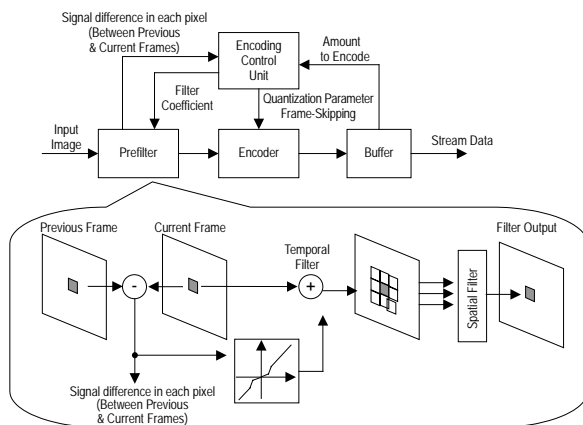 Signal difference in each pixel
(Between Previous
& Current Frames)
Encoding
Control
Unit
Amount
to Encode
Filter
Coefficient
Quantization Parameter
Frame-Skipping
Input
Image
Prefilter
Encoder
Buffer
Stream Data
Previous Frame
Current Frame
Temporal
Filter
Filter Output
-
+
Spatial Filter
Signal difference in each pixel
(Between Previous
& Current Frames)